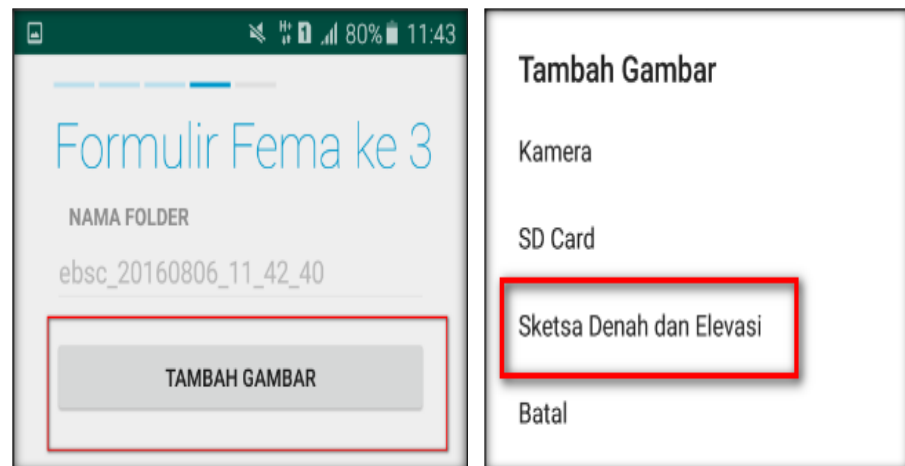 H+ 1 80% 11:43
Formulir Fema ke 3
NAMA FOLDER
ebsc_20160806_11_42_40
TAMBAH GAMBAR
Tambah Gambar
Kamera
SD Card
Sketsa Denah dan Elevasi
Batal